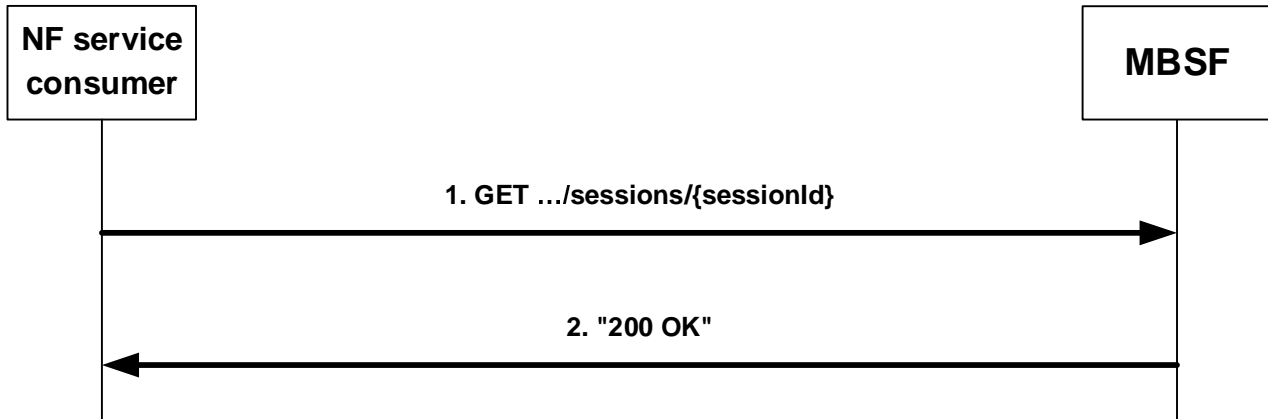 NF service
consumer
MBSF
1. GET …/sessions/{sessionId}
2. "200 OK"